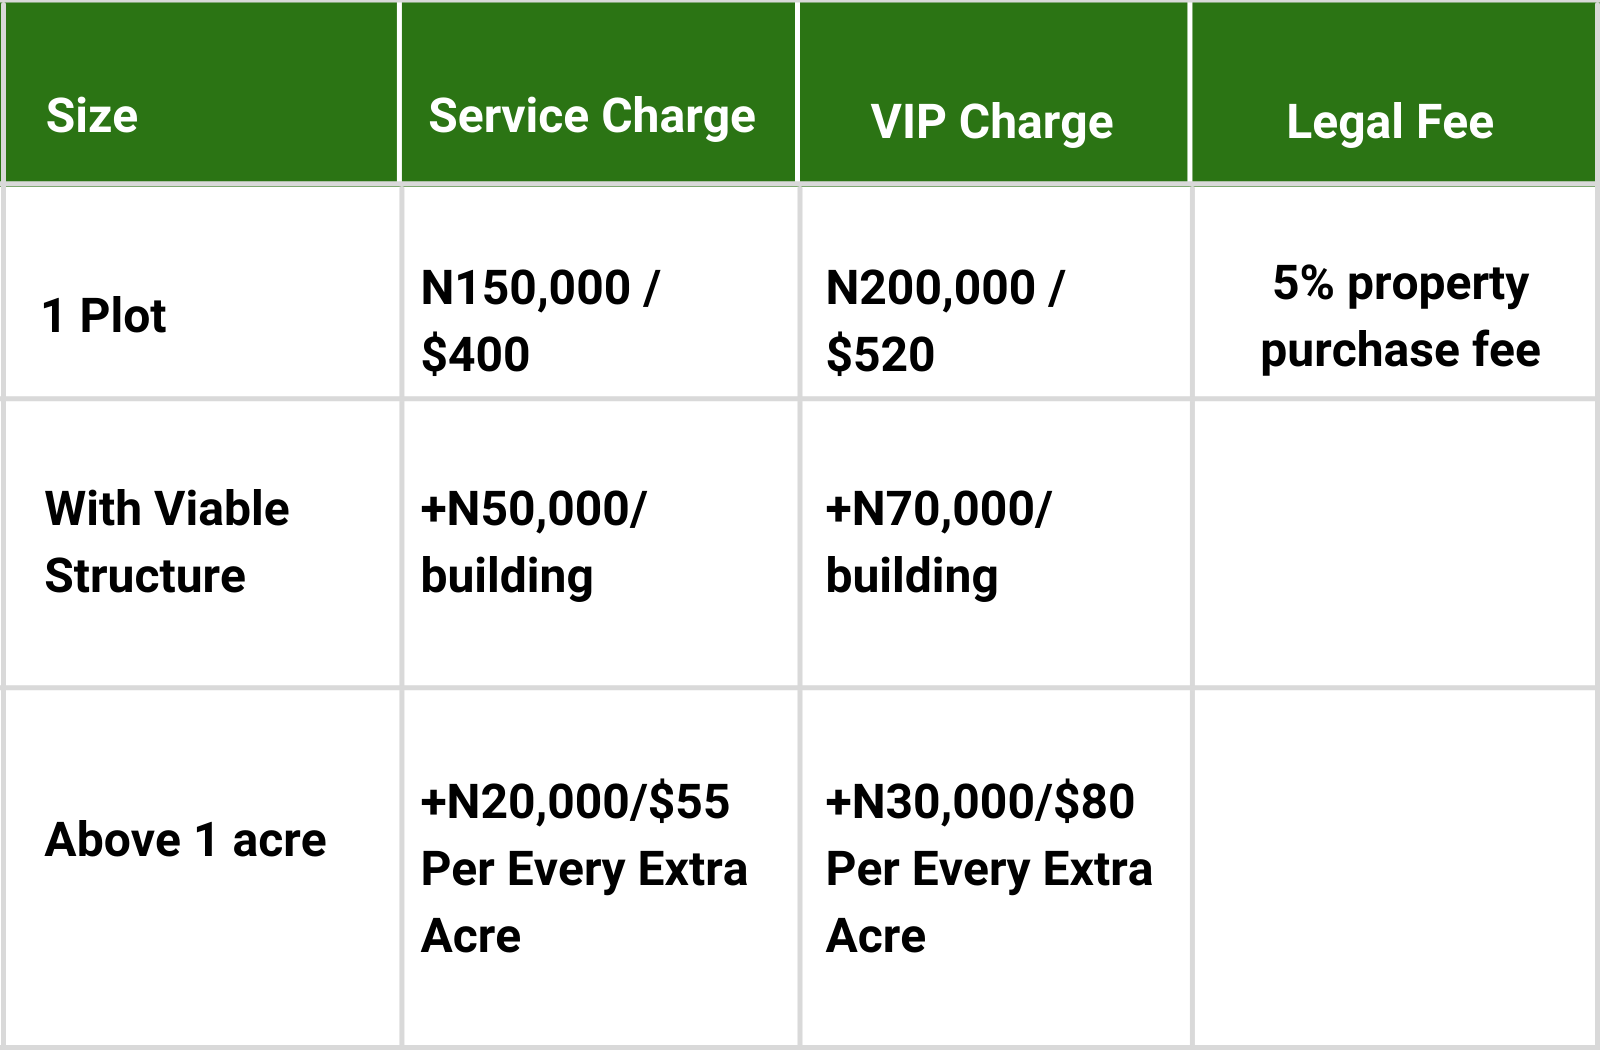 Size
Service Charge
VIP Charge
Legal Fee
1 Plot
N150,000 /
$400
N200,000 /
$520
5% property
purchase fee
With Viable
Structure
+N50,000/
building
+N70,000/
building
Above 1 acre
+N20,000/$55
Per Every Extra
Acre
+N30,000/$80
Per Every Extra
Acre